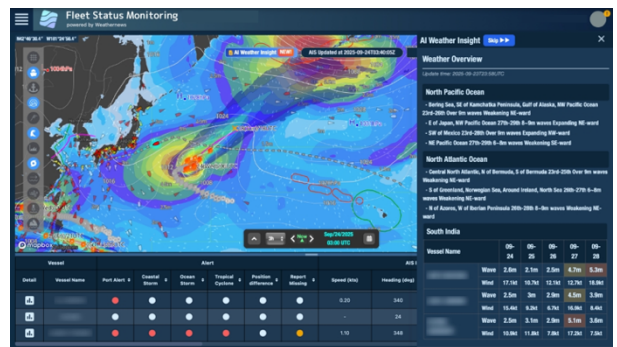 Fleet Status Monitoring
powered by Weathernews
AI Weather Insight NEW!
AIS Updated at 2025-09-24T03:40:05Z
1008hPa
mapbox
Now
Sep/24/2025
03:00 UTC
Vessel
Alert
AIS
Detail
Vessel Name
Port Alert
Coastal Storm
Ocean Storm
Tropical Cyclone
Position difference
Report Missing
Speed (kts)
Heading (deg)
0.20
340
-
24
1.10
348
AI Weather Insight
Skip
Weather Overview
North Pacific Ocean
- Bering Sea, SE of Kamchatka Peninsula, Gulf of Alaska, NW Pacific Ocean
23rd-26th Over 9m waves Weakening NE-ward
- E of Japan, NW Pacific Ocean 27th-29th 6-9m waves Expanding NE-ward
- SW of Mexico 23rd-26th Over 9m waves Expanding NW-ward
- NE Pacific Ocean 27th-29th 6-9m waves Weakening SE-ward
North Atlantic Ocean
- Central North Atlantic, N of Bermuda, S of Bermuda 23rd-25th Over 9m waves
Weakening NE-ward
- S of Greenland, Norwegian Sea, Around Ireland, North Sea 26th-27th 6-9m
waves Weakening NE-ward
- N of Azores, W of Iberian Peninsula 26th-29th 6-9m waves Weakening NE-
ward
South India
Vessel Name
09-24
09-25
09-26
09-27
09-28
Wave 2.6m 2.1m 2.5m 4.7m 5.3m
Wind 17.1kt 10.7kt 12.1kt 12.7kt 18.9kt
Wave 2.5m 3m 2.9m 4.5m 3.9m
Wind 15.4kt 9.2kt 6.7kt 16.9kt 8.4kt
Wave 2.5m 3.1m 2.9m 5.1m 3.6m
Wind 10.9kt 11.8kt 7.8kt 17.2kt 7.5kt